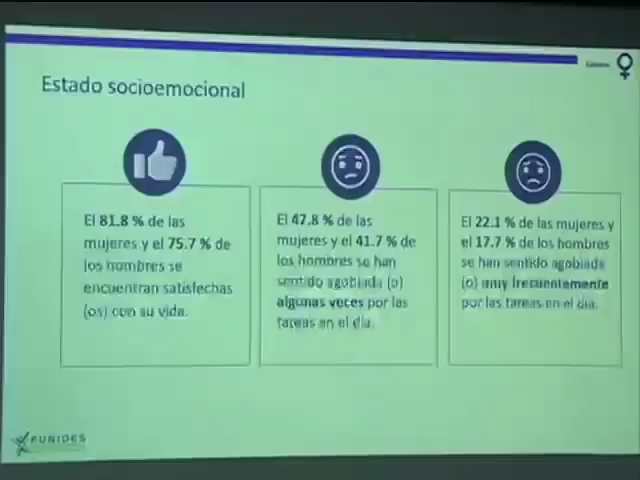 Estado socioemocional
El 81.8 % de las
mujeres y el 75.7 % de
los hombres se
encuentran satisfechas
(os) con su vida.
El 47.8 % de las
mujeres y el 41.7 % de
los hombres se han
sentido agobiada (o)
algunas veces por las
tareas en el día.
El 22.1 % de las mujeres y
el 17.7 % de los hombres
se han sentido agobiada
(o) muy frecuentemente
por las tareas en el día.
FUNIDES